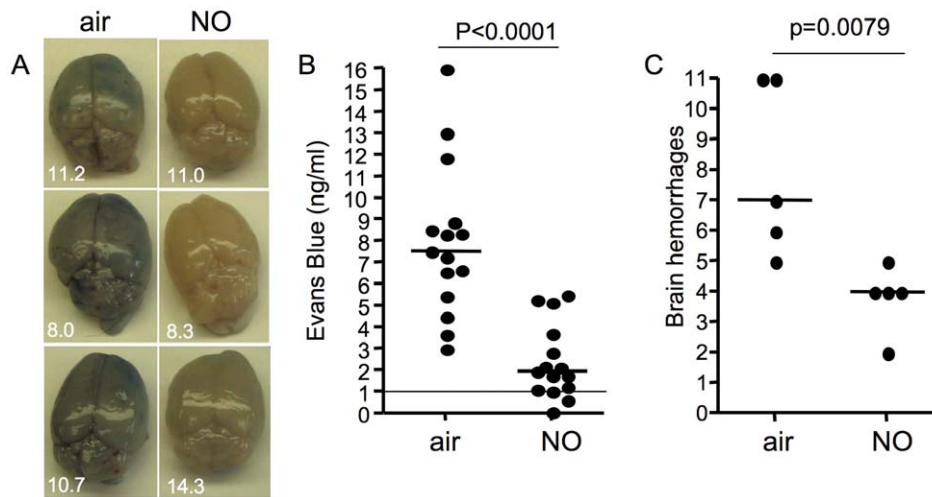 air
NO
A
11.2
11.0
8.0
8.3
10.7
14.3
B
P<0.0001
Evans Blue (ng/ml)
16
15
14
13
12
11
10
9
8
7
6
5
4
3
2
1
0
air
NO
C
p=0.0079
Brain hemorrhages
11
10
9
8
7
6
5
4
3
2
1
0
air
NO